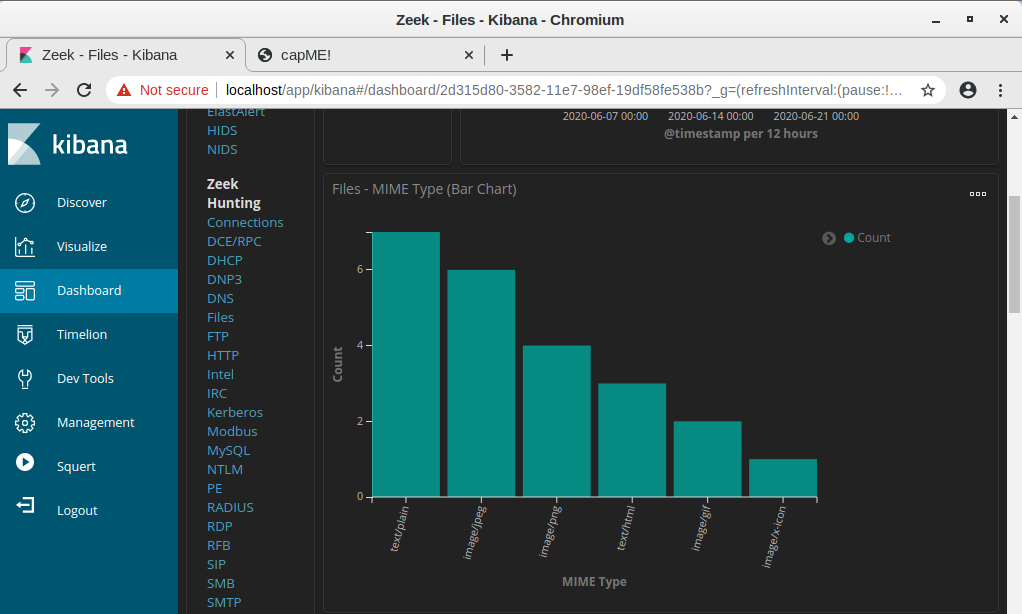 Zeek - Files - Kibana - Chromium
Zeek - Files - Kibana
capME!
Not secure
localhost/app/kibana#/dashboard/2d315d80-3582-11e7-98ef-19df58fe538b?_g=(refreshInterval:(pause:!...
kibana
Discover
Visualize
Dashboard
Timelion
Dev Tools
Management
Squert
Logout
ElastAlert
HIDS
NIDS
Zeek
Hunting
Connections
DCE/RPC
DHCP
DNP3
DNS
Files
FTP
HTTP
Intel
IRC
Kerberos
Modbus
MySQL
NTLM
PE
RADIUS
RDP
RFB
SIP
SMB
SMTP
2020-06-07 00:00 2020-06-14 00:00 2020-06-21 00:00
@timestamp per 12 hours
Files - MIME Type (Bar Chart)
Count
6
4
2
0
Count
text/plain
image/jpeg
image/png
text/html
image/gif
image/x-icon
MIME Type